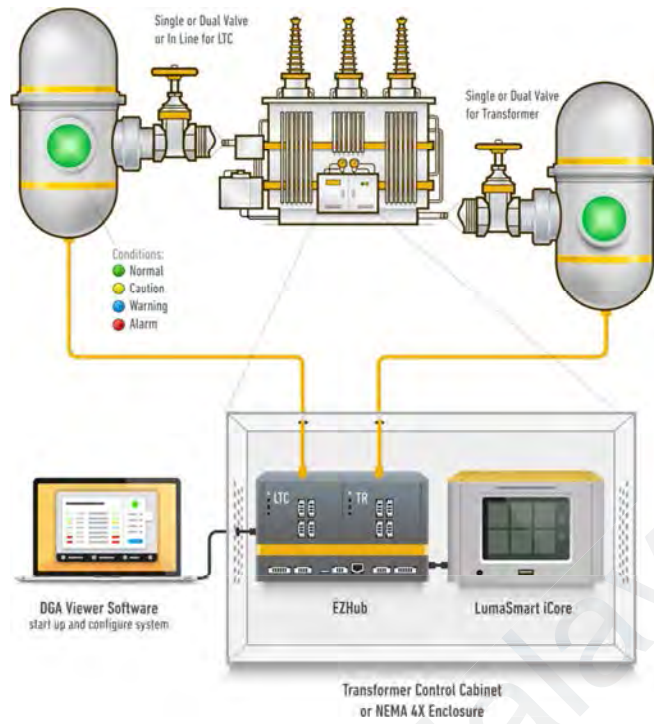 Single or Dual Valve
or In Line for LTC
Single or Dual Valve
for Transformer
Conditions:
Normal
Caution
Warning
Alarm
LTC
TR
DGA Viewer Software
start up and configure system
EZHub
LumaSmart iCore
Transformer Control Cabinet
or NEMA 4X Enclosure